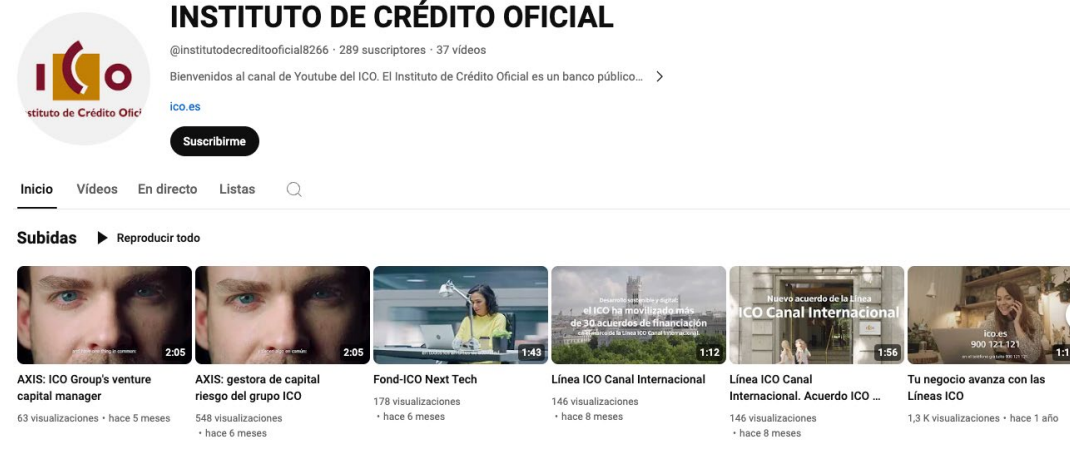 INSTITUTO DE CRÉDITO OFICIAL
@institutodecreditooficial8266 · 289 suscriptores · 37 vídeos
Bienvenidos al canal de Youtube del ICO. El Instituto de Crédito Oficial es un banco público...
ico.es
Suscribirme
ICO
stituto de Crédito Ofici
Inicio Vídeos En directo Listas
Subidas Reproducir todo
2:05
2:05
1:43
Desarrollo sostenible y digital:
el ICO ha movilizado más
de 30 acuerdos de financiación
1:12
Nuevo acuerdo de la Línea
ICO Canal Internacional
1:56
ico.es
900 121 121
1:1
AXIS: ICO Group's venture
capital manager
63 visualizaciones • hace 5 meses
AXIS: gestora de capital
riesgo del grupo ICO
548 visualizaciones
• hace 6 meses
Fond-ICO Next Tech
178 visualizaciones
• hace 6 meses
Línea ICO Canal Internacional
146 visualizaciones
• hace 8 meses
Línea ICO Canal
Internacional. Acuerdo ICO ...
146 visualizaciones
• hace 8 meses
Tu negocio avanza con las
Líneas ICO
1,3 K visualizaciones • hace 1 año